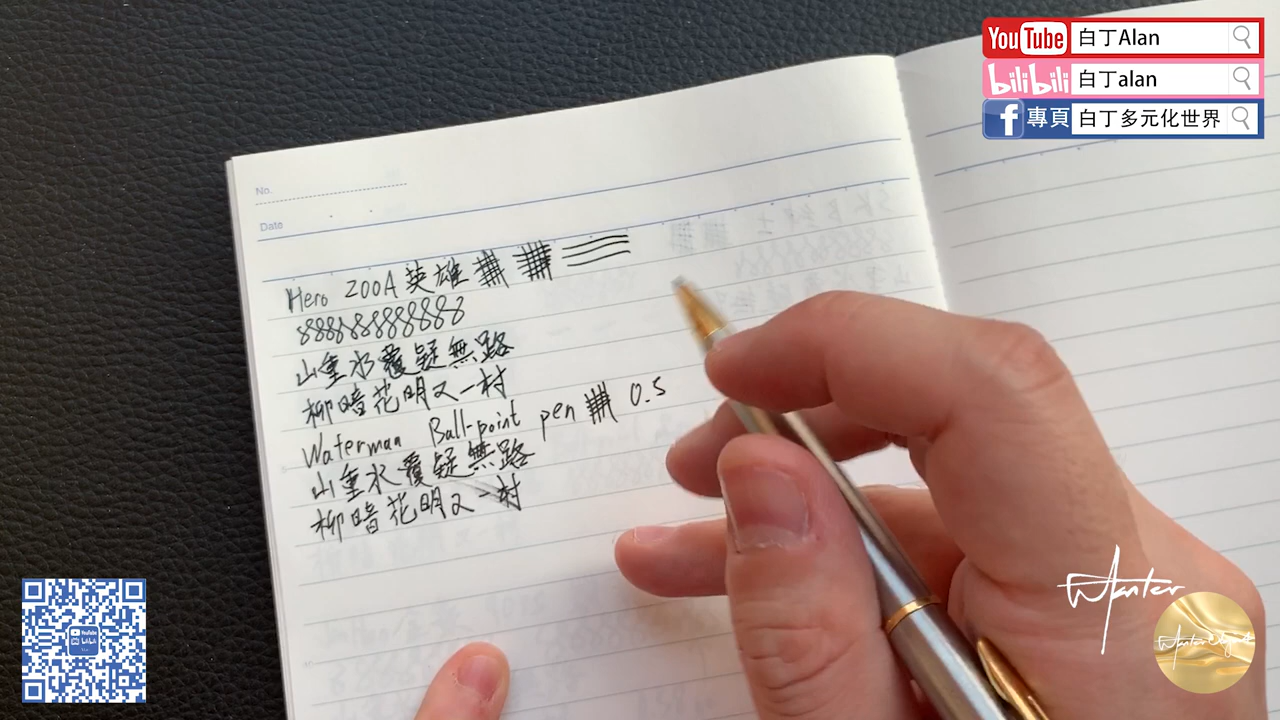 YouTube 白丁Alan
bilibili 白丁alan
f 專頁 白丁多元化世界
No.
Date
Hero 200A 英雄
888888888888
山重水覆疑無路
柳暗花明又一村
Waterman Ball-point pen 0.5
山重水覆疑無路
柳暗花明又一村
Wanter